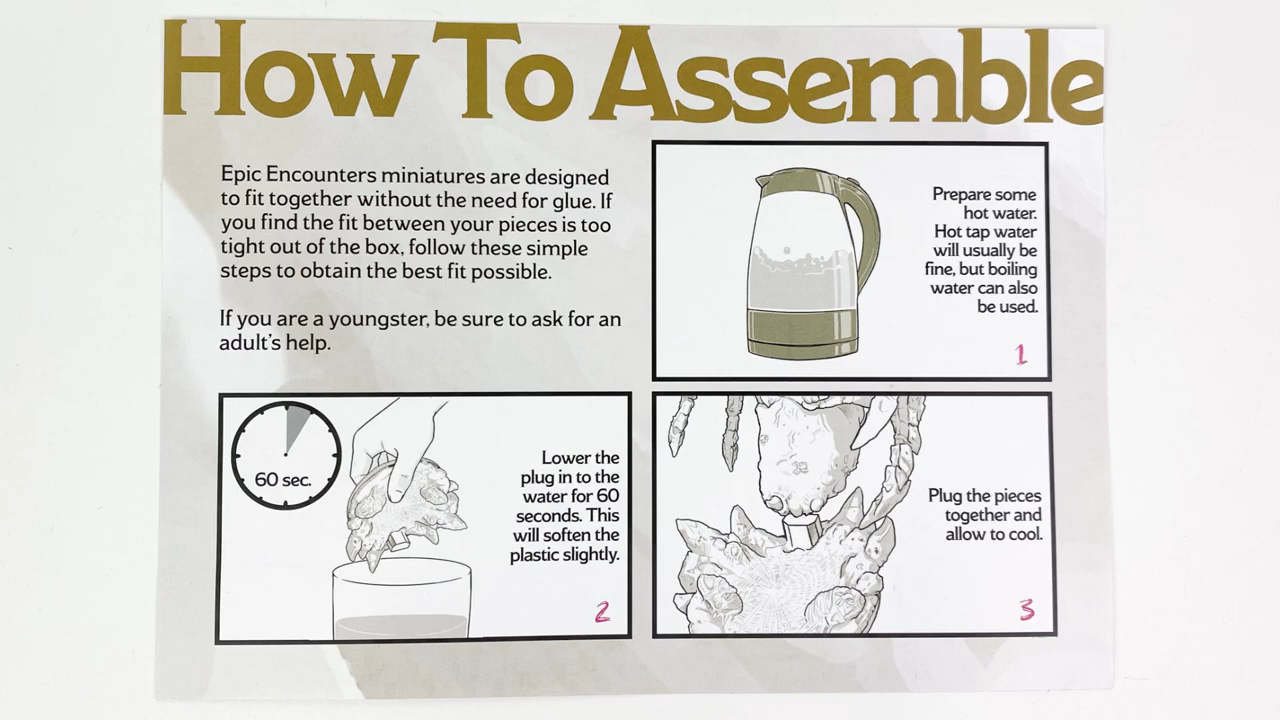 How To Assemble
Epic Encounters miniatures are designed
to fit together without the need for glue. If
you find the fit between your pieces is too
tight out of the box, follow these simple
steps to obtain the best fit possible.
If you are a youngster, be sure to ask for an
adult's help.
Prepare some
hot water.
Hot tap water
will usually be
fine, but boiling
water can also
be used.
1
60 sec.
Lower the
plug in to the
water for 60
seconds. This
will soften the
plastic slightly.
2
Plug the pieces
together and
allow to cool.
3